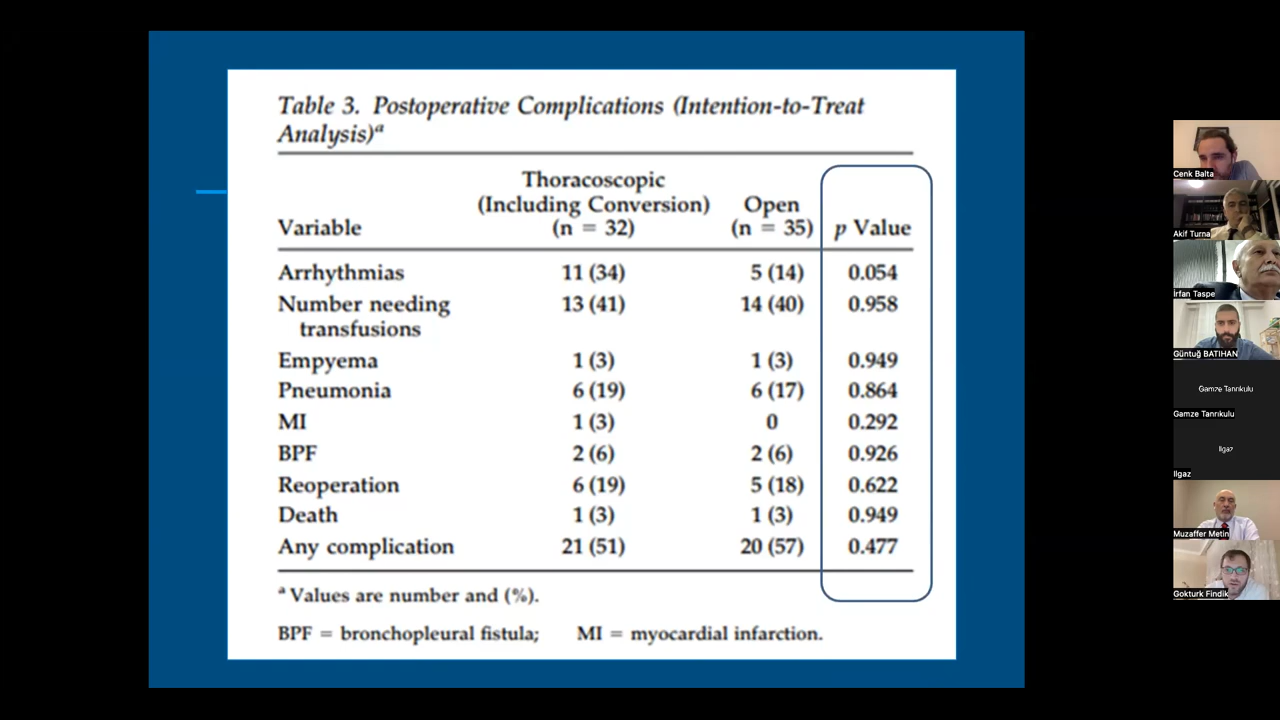 Table 3. Postoperative Complications (Intention-to-Treat
Analysis)a
Thoracoscopic
(Including Conversion) Open
Variable (n = 32) (n = 35) p Value
Arrhythmias 11 (34) 5 (14) 0.054
Number needing 13 (41) 14 (40) 0.958
transfusions
Empyema 1 (3) 1 (3) 0.949
Pneumonia 6 (19) 6 (17) 0.864
MI 1 (3) 0 0.292
BPF 2 (6) 2 (6) 0.926
Reoperation 6 (19) 5 (18) 0.622
Death 1 (3) 1 (3) 0.949
Any complication 21 (51) 20 (57) 0.477
a Values are number and (%).
BPF = bronchopleural fistula; MI = myocardial infarction.
Cenk Balta
Akif Turna
İrfan Taşpe
Güntuğ BATIHAN
Gamze Tanrıkulu
Gamze Tanrıkulu
Ilgaz
Ilgaz
Muzaffer Metin
Gokturk Findik